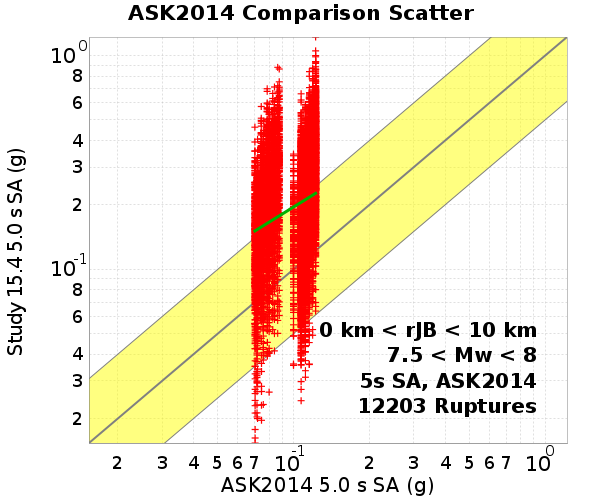 ASK2014 Comparison Scatter
Study 15.4 5.0 s SA (g)
10^0
8
6
4
3
2
10^-1
8
6
4
3
2
0 km < rJB < 10 km
7.5 < Mw < 8
5s SA, ASK2014
12203 Ruptures
2 3 4 5 6 7 10^-1 2 3 4 5 6 7 10^0
ASK2014 5.0 s SA (g)